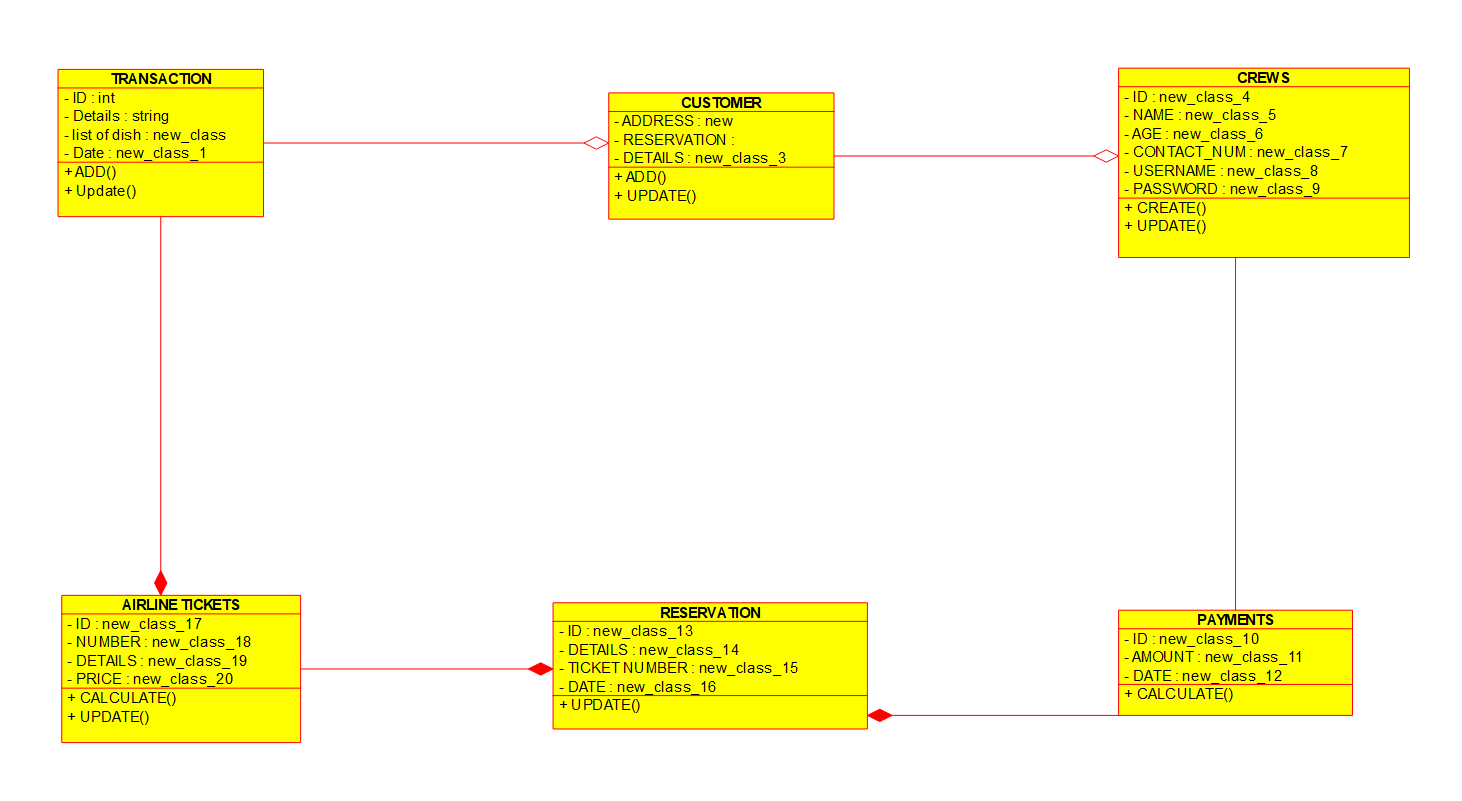 TRANSACTION
- ID : int
- Details : string
- list of dish : new_class
- Date : new_class_1
+ ADD()
+ Update()
CUSTOMER
- ADDRESS : new
- RESERVATION :
- DETAILS : new_class_3
+ ADD()
+ UPDATE()
CREWS
- ID : new_class_4
- NAME : new_class_5
- AGE : new_class_6
- CONTACT_NUM : new_class_7
- USERNAME : new_class_8
- PASSWORD : new_class_9
+ CREATE()
+ UPDATE()
AIRLINE TICKETS
- ID : new_class_17
- NUMBER : new_class_18
- DETAILS : new_class_19
- PRICE : new_class_20
+ CALCULATE()
+ UPDATE()
RESERVATION
- ID : new_class_13
- DETAILS : new_class_14
- TICKET NUMBER : new_class_15
- DATE : new_class_16
+ UPDATE()
PAYMENTS
- ID : new_class_10
- AMOUNT : new_class_11
- DATE : new_class_12
+ CALCULATE()